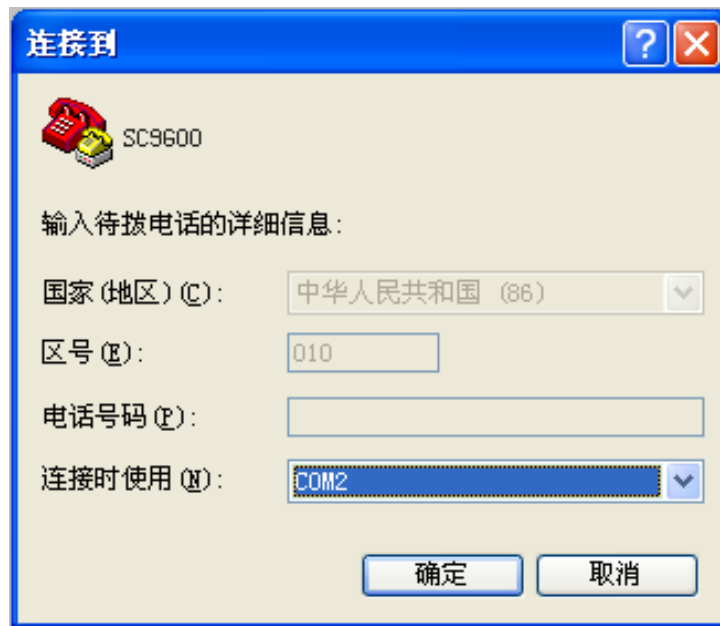 连接到
SC9600
输入待拨电话的详细信息:
国家(地区)(C): 中华人民共和国 (86)
区号(E): 010
电话号码(P):
连接时使用(N): COM2
确定 取消